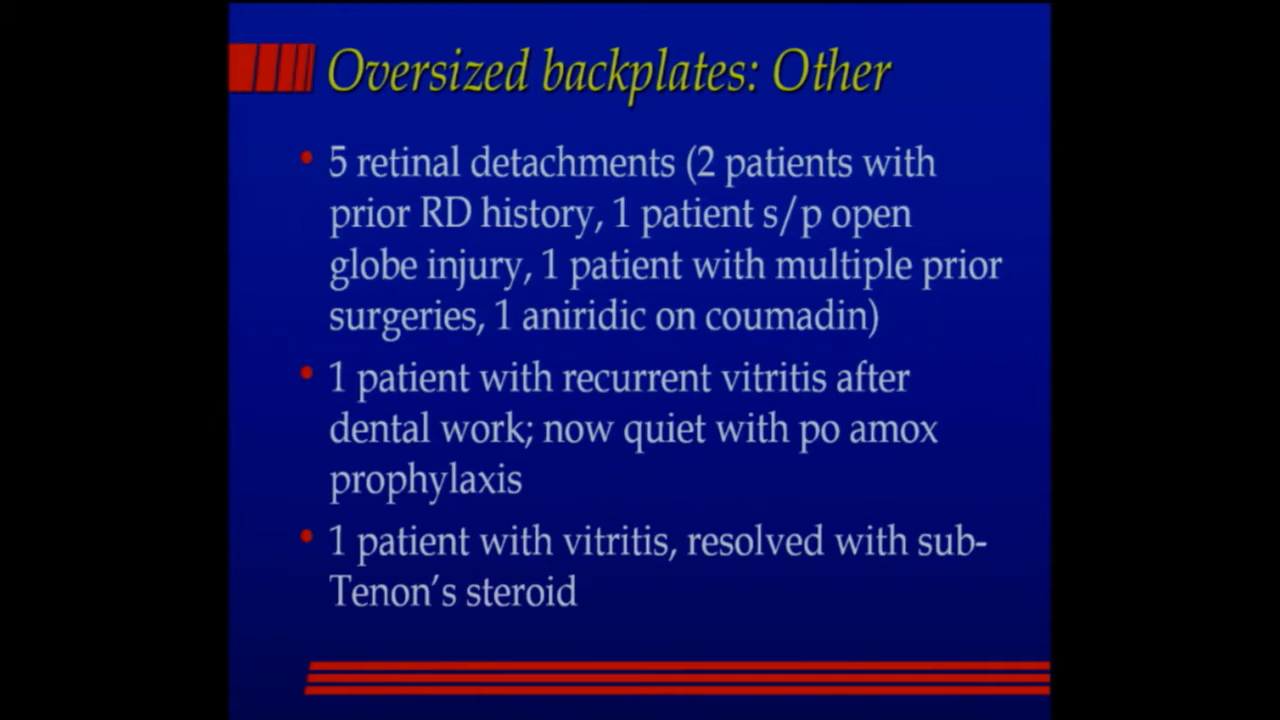 Oversized backplates: Other
• 5 retinal detachments (2 patients with
prior RD history, 1 patient s/p open
globe injury, 1 patient with multiple prior
surgeries, 1 aniridic on coumadin)
• 1 patient with recurrent vitritis after
dental work; now quiet with po amox
prophylaxis
• 1 patient with vitritis, resolved with sub-
Tenon's steroid